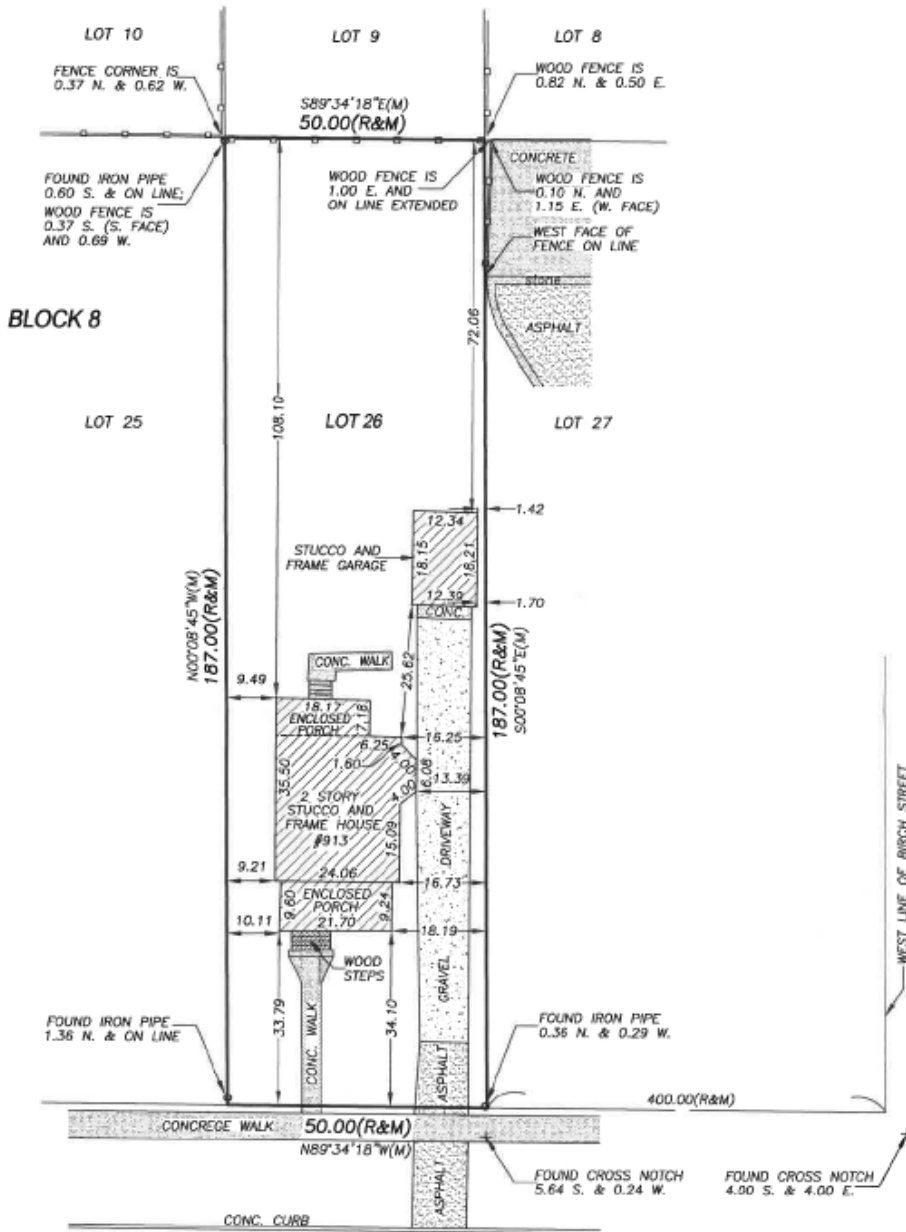 LOT 10
LOT 9
LOT 8
FENCE CORNER IS
0.37 N. & 0.62 W.
WOOD FENCE IS
0.82 N. & 0.50 E.
S89°34'18"E(M)
50.00(R&M)
CONCRETE
FOUND IRON PIPE
0.60 S. & ON LINE;
WOOD FENCE IS
0.37 S. (S. FACE)
AND 0.69 W.
WOOD FENCE IS
1.00 E. AND
ON LINE EXTENDED
WOOD FENCE IS
0.10 N. AND
1.15 E. (W. FACE)
WEST FACE OF
FENCE ON LINE
stone
BLOCK 8
ASPHALT
72.06
108.10
LOT 25
LOT 26
LOT 27
12.34
1.42
STUCCO AND
FRAME GARAGE
18.15
18.21
12.39
1.70
CONC.
N00°08'45"W(M)
187.00(R&M)
187.00(R&M)
S00°08'45"E(M)
CONC. WALK
25.62
9.49
18.17
ENCLOSED
PORCH
7.18
16.25
6.25
4.00
1.60
6.08
13.39
35.50
4.00
2 STORY
STUCCO AND
FRAME HOUSE
#913
15.09
DRIVEWAY
WEST LINE OF BIRCH STREET
9.21
24.06
16.73
ENCLOSED
PORCH
9.60
9.24
21.70
10.11
18.19
WOOD
STEPS
GRAVEL
33.79
34.10
CONC. WALK
FOUND IRON PIPE
1.36 N. & ON LINE
FOUND IRON PIPE
0.36 N. & 0.29 W.
ASPHALT
400.00(R&M)
CONCREGE WALK
50.00(R&M)
N89°34'18"W(M)
FOUND CROSS NOTCH
5.64 S. & 0.24 W.
FOUND CROSS NOTCH
4.00 S. & 4.00 E.
ASPHALT
CONC. CURB